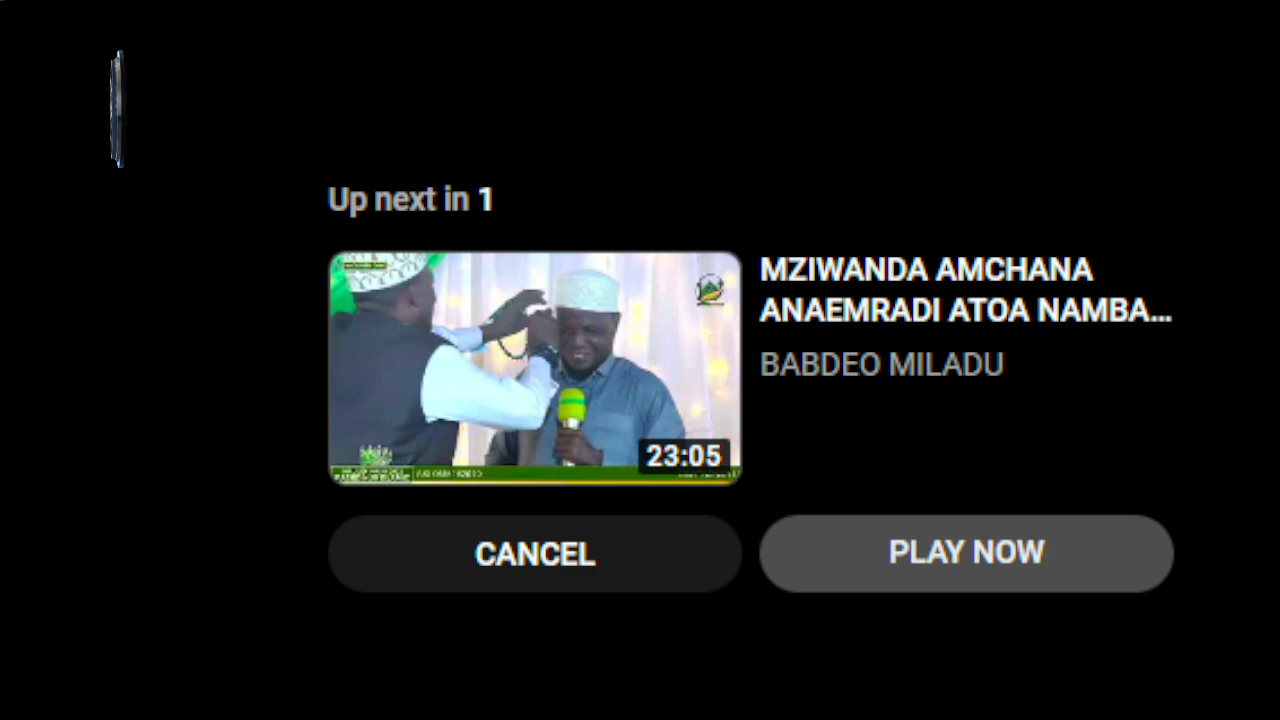 Up next in 1
MZIWANDA AMCHANA
ANAEMRADI ATOA NAMBA...
BABDEO MILADU
23:05
CANCEL
PLAY NOW